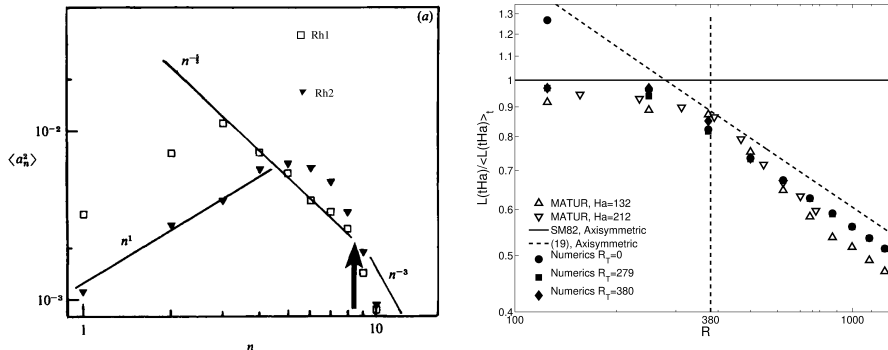 (a)
Rh1
Rh2
n^{-5/3}
10^{-2}
⟨a_n^2⟩
n^1
n^{-3}
10^{-3}
1
10
n
1.3
1.2
1.1
1
0.9
0.8
0.7
0.6
0.5
0.4
L(tHa)/<L(tHa)>_t
MATUR, Ha=132
MATUR, Ha=212
SM82, Axisymmetric
(19), Axisymmetric
Numerics R_T=0
Numerics R_T=279
Numerics R_T=380
100
380
1000
R